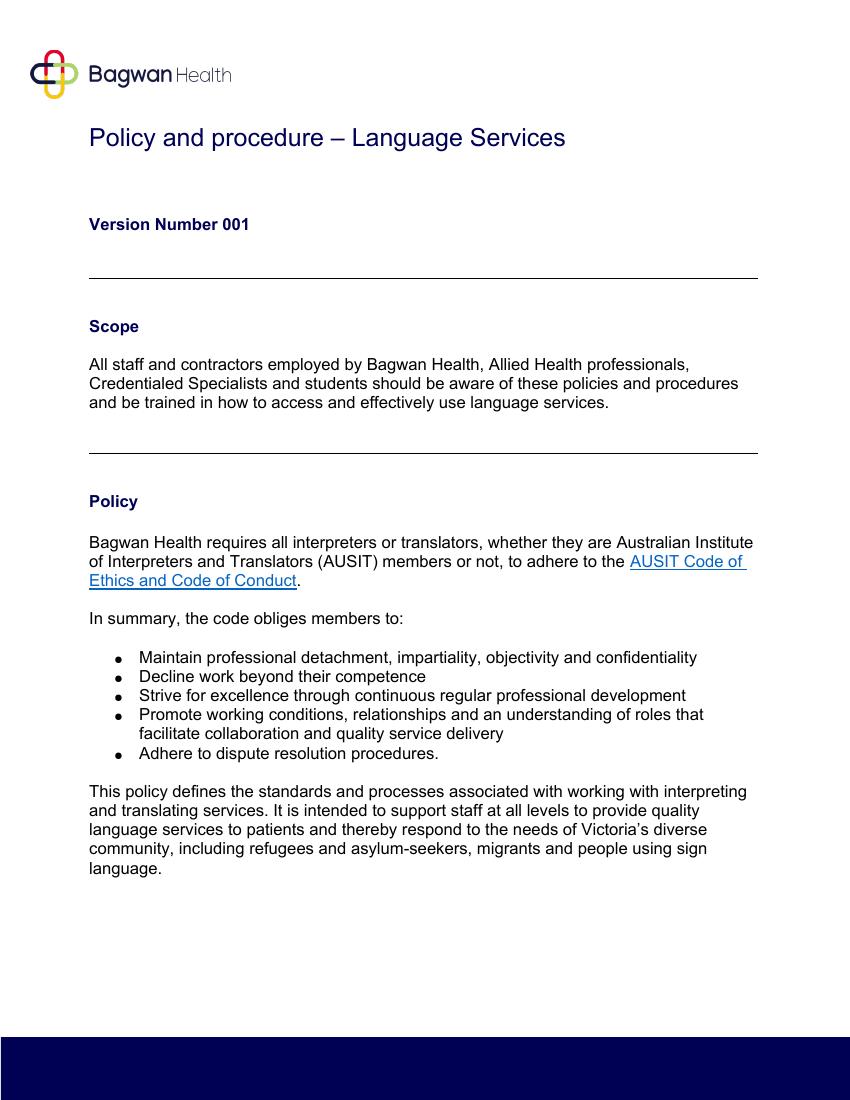 Bagwan Health
Policy and procedure – Language Services
Version Number 001
Scope
All staff and contractors employed by Bagwan Health, Allied Health professionals,
Credentialed Specialists and students should be aware of these policies and procedures
and be trained in how to access and effectively use language services.
Policy
Bagwan Health requires all interpreters or translators, whether they are Australian Institute
of Interpreters and Translators (AUSIT) members or not, to adhere to the AUSIT Code of
Ethics and Code of Conduct.
In summary, the code obliges members to:
● Maintain professional detachment, impartiality, objectivity and confidentiality
● Decline work beyond their competence
● Strive for excellence through continuous regular professional development
● Promote working conditions, relationships and an understanding of roles that
facilitate collaboration and quality service delivery
● Adhere to dispute resolution procedures.
This policy defines the standards and processes associated with working with interpreting
and translating services. It is intended to support staff at all levels to provide quality
language services to patients and thereby respond to the needs of Victoria’s diverse
community, including refugees and asylum-seekers, migrants and people using sign
language.